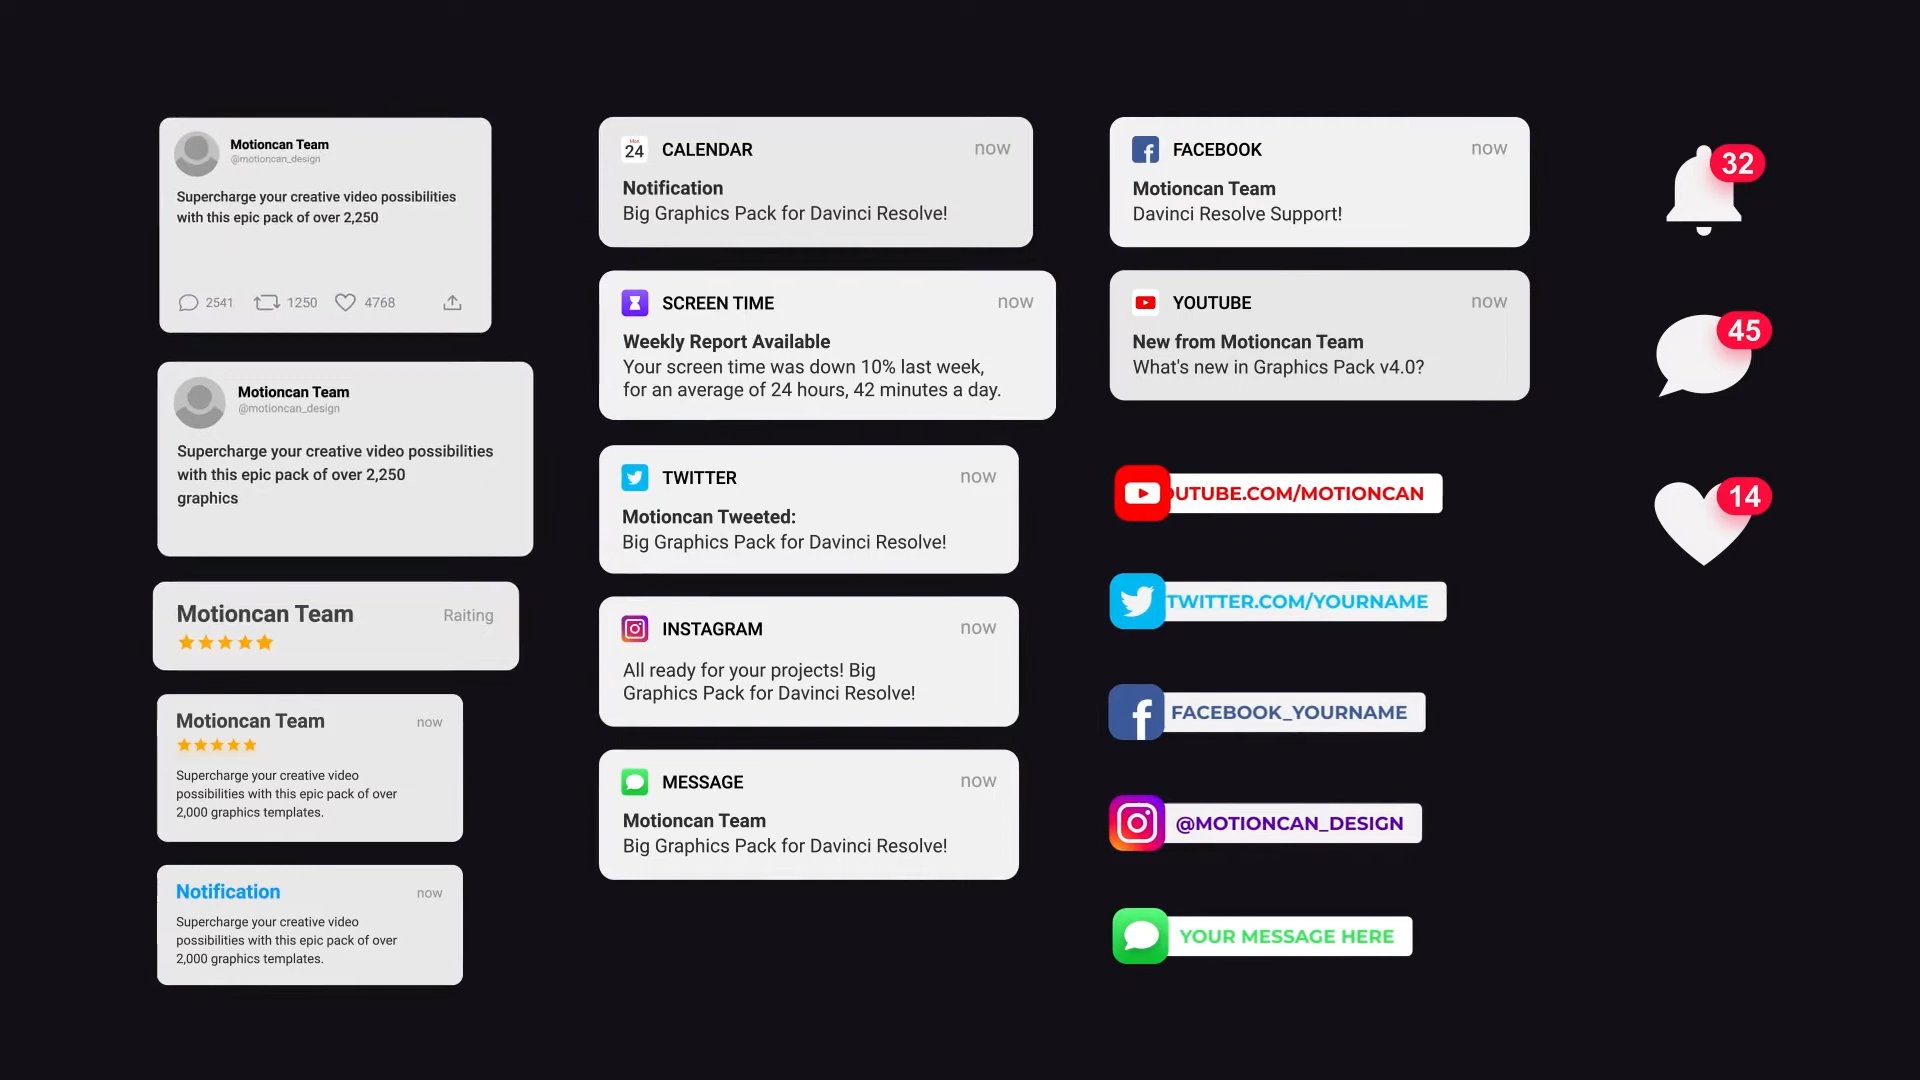 Motioncan Team
@motioncan_design
Supercharge your creative video possibilities
with this epic pack of over 2,250
2541 1250 4768
Motioncan Team
@motioncan_design
Supercharge your creative video possibilities
with this epic pack of over 2,250
graphics
Motioncan Team Raiting
Motioncan Team now
Supercharge your creative video
possibilities with this epic pack of over
2,000 graphics templates.
Notification now
Supercharge your creative video
possibilities with this epic pack of over
2,000 graphics templates.
Mon
24 CALENDAR now
Notification
Big Graphics Pack for Davinci Resolve!
SCREEN TIME now
Weekly Report Available
Your screen time was down 10% last week,
for an average of 24 hours, 42 minutes a day.
TWITTER now
Motioncan Tweeted:
Big Graphics Pack for Davinci Resolve!
INSTAGRAM now
All ready for your projects! Big
Graphics Pack for Davinci Resolve!
MESSAGE now
Motioncan Team
Big Graphics Pack for Davinci Resolve!
FACEBOOK now
Motioncan Team
Davinci Resolve Support!
YOUTUBE now
New from Motioncan Team
What's new in Graphics Pack v4.0?
OUTUBE.COM/MOTIONCAN
TWITTER.COM/YOURNAME
FACEBOOK_YOURNAME
@MOTIONCAN_DESIGN
YOUR MESSAGE HERE
32
45
14